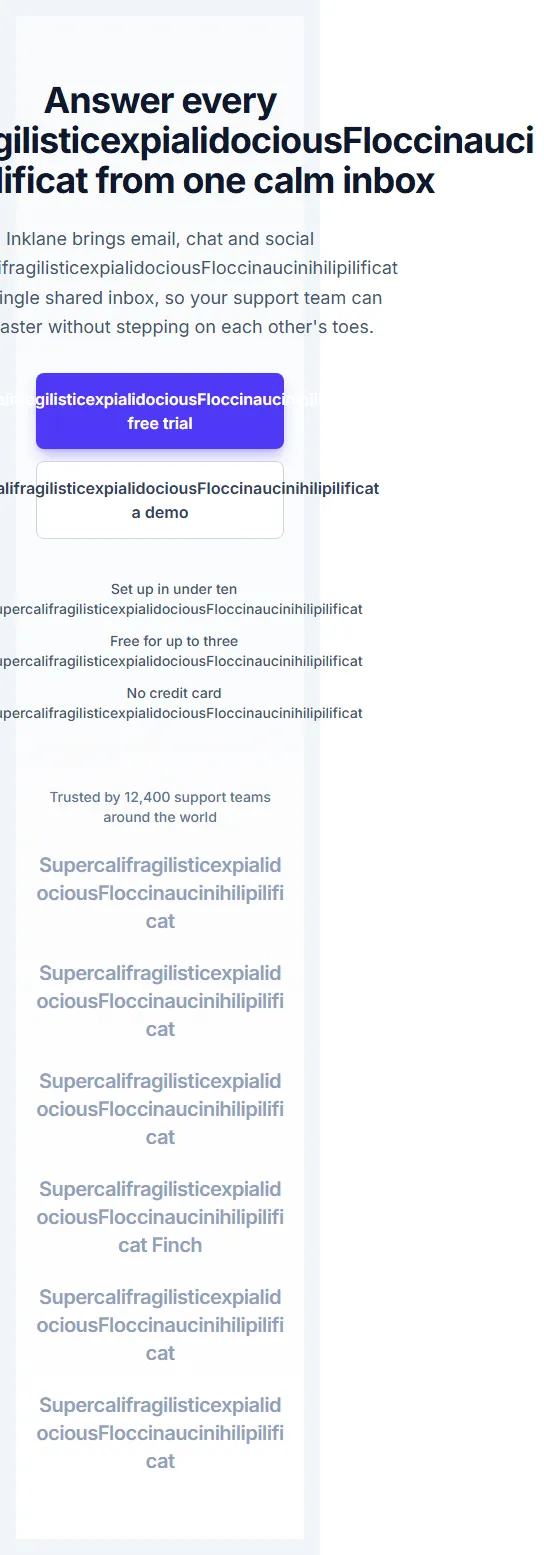 Answer every
gilisticexpialidociousFloccinauci
lificat from one calm inbox
Inklane brings email, chat and social
ifragilisticexpialidociousFloccinaucinihilipilificat
ingle shared inbox, so your support team can
aster without stepping on each other's toes.
gilisticexpialidociousFloccinaucinihilipil
free trial
alifragilisticexpialidociousFloccinaucinihilipilificat
a demo
Set up in under ten
upercalifragilisticexpialidociousFloccinaucinihilipilificat
Free for up to three
upercalifragilisticexpialidociousFloccinaucinihilipilificat
No credit card
upercalifragilisticexpialidociousFloccinaucinihilipilificat
Trusted by 12,400 support teams
around the world
Supercalifragilisticexpialid
ociousFloccinaucinihilipilifi
cat
Supercalifragilisticexpialid
ociousFloccinaucinihilipilifi
cat
Supercalifragilisticexpialid
ociousFloccinaucinihilipilifi
cat
Supercalifragilisticexpialid
ociousFloccinaucinihilipilifi
cat Finch
Supercalifragilisticexpialid
ociousFloccinaucinihilipilifi
cat
Supercalifragilisticexpialid
ociousFloccinaucinihilipilifi
cat